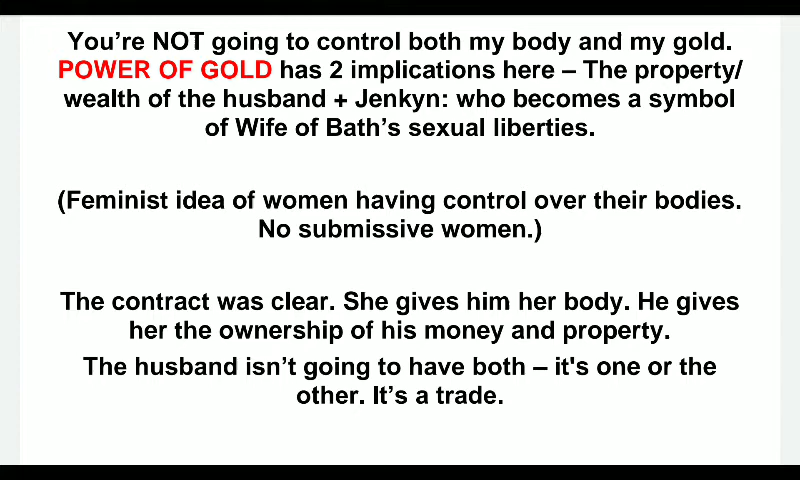 You’re NOT going to control both my body and my gold.
POWER OF GOLD has 2 implications here – The property/
wealth of the husband + Jenkyn: who becomes a symbol
of Wife of Bath’s sexual liberties.
(Feminist idea of women having control over their bodies.
No submissive women.)
The contract was clear. She gives him her body. He gives
her the ownership of his money and property.
The husband isn’t going to have both – it's one or the
other. It’s a trade.